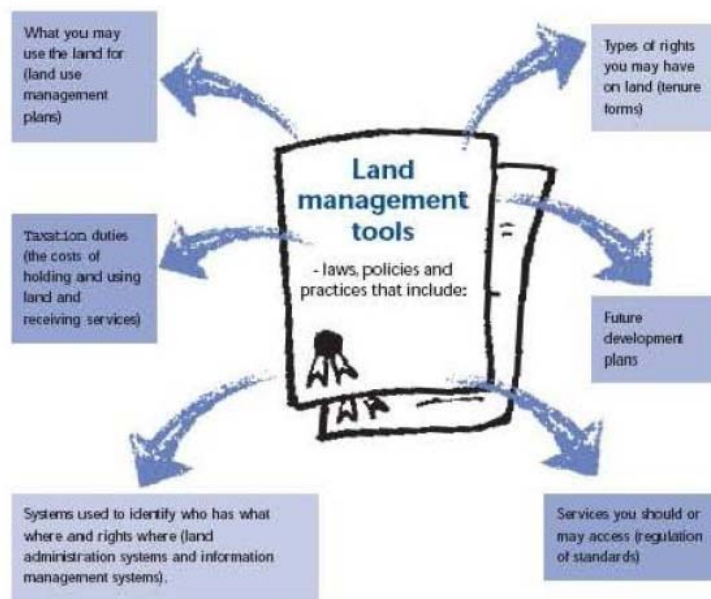 What you may
use the land for
(land use
management
plans)
Types of rights
you may have
on land (tenure
forms)
Land
management
tools
- laws, policies and
practices that include:
Taxation duties
(the costs of
holding and using
land and
receiving services)
Future
development
plans
Systems used to identify who has what
where and rights where (land
administration systems and information
management systems).
Services you should or
may access (regulation
of standards)